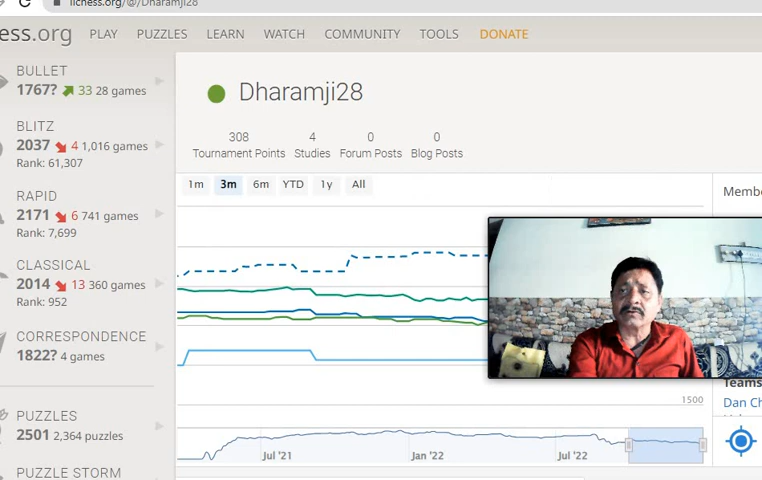 lichess.org/@/Dharamji28
ess.org PLAY PUZZLES LEARN WATCH COMMUNITY TOOLS DONATE
BULLET
1767? 33 28 games
BLITZ
2037 4 1,016 games
Rank: 61,307
RAPID
2171 6 741 games
Rank: 7,699
CLASSICAL
2014 13 360 games
Rank: 952
CORRESPONDENCE
1822? 4 games
PUZZLES
2501 2,364 puzzles
PUZZLE STORM
Dharamji28
308 4 0 0
Tournament Points Studies Forum Posts Blog Posts
1m 3m 6m YTD 1y All
Memb
1500
Jul '21 Jan '22 Jul '22
Teams
Dan Ch